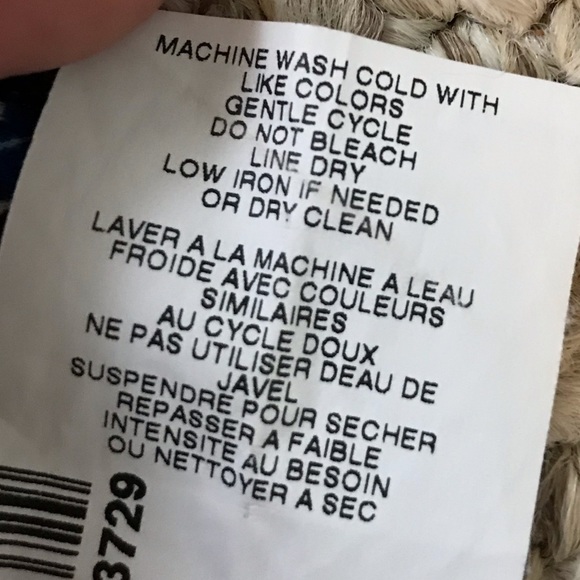 MACHINE WASH COLD WITH
LIKE COLORS
GENTLE CYCLE
DO NOT BLEACH
LINE DRY
LOW IRON IF NEEDED
OR DRY CLEAN
LAVER A LA MACHINE A LEAU
FROIDE AVEC COULEURS
SIMILAIRES
AU CYCLE DOUX
NE PAS UTILISER DEAU DE
JAVEL
SUSPENDRE POUR SECHER
REPASSER A FAIBLE
INTENSITE AU BESOIN
OU NETTOYER A SEC
3729